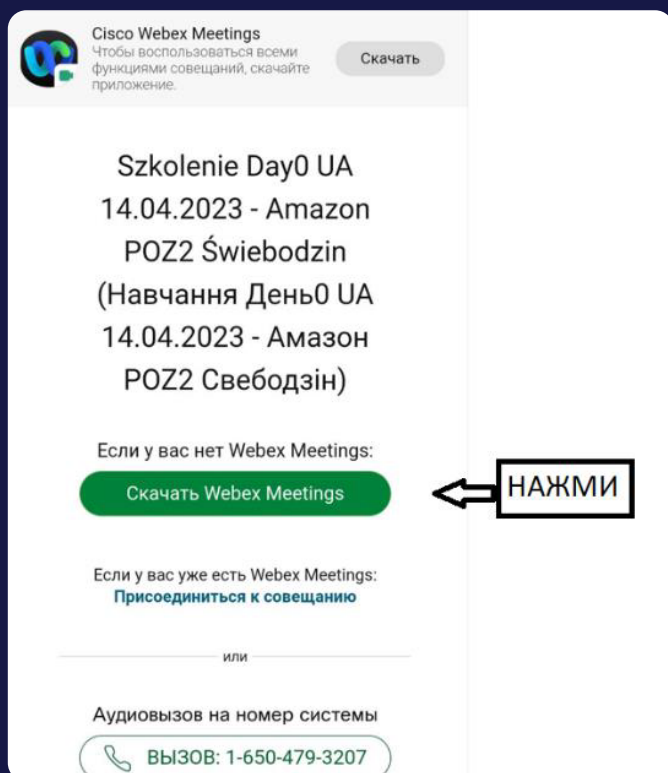 Cisco Webex Meetings
Чтобы воспользоваться всеми
функциями совещаний, скачайте
приложение.
Скачать
Szkolenie Day0 UA
14.04.2023 - Amazon
POZ2 Świebodzin
(Навчання День0 UA
14.04.2023 - Амазон
POZ2 Свебодзін)
Если у вас нет Webex Meetings:
Скачать Webex Meetings
НАЖМИ
Если у вас уже есть Webex Meetings:
Присоединиться к совещанию
или
Аудиовызов на номер системы
ВЫЗОВ: 1-650-479-3207